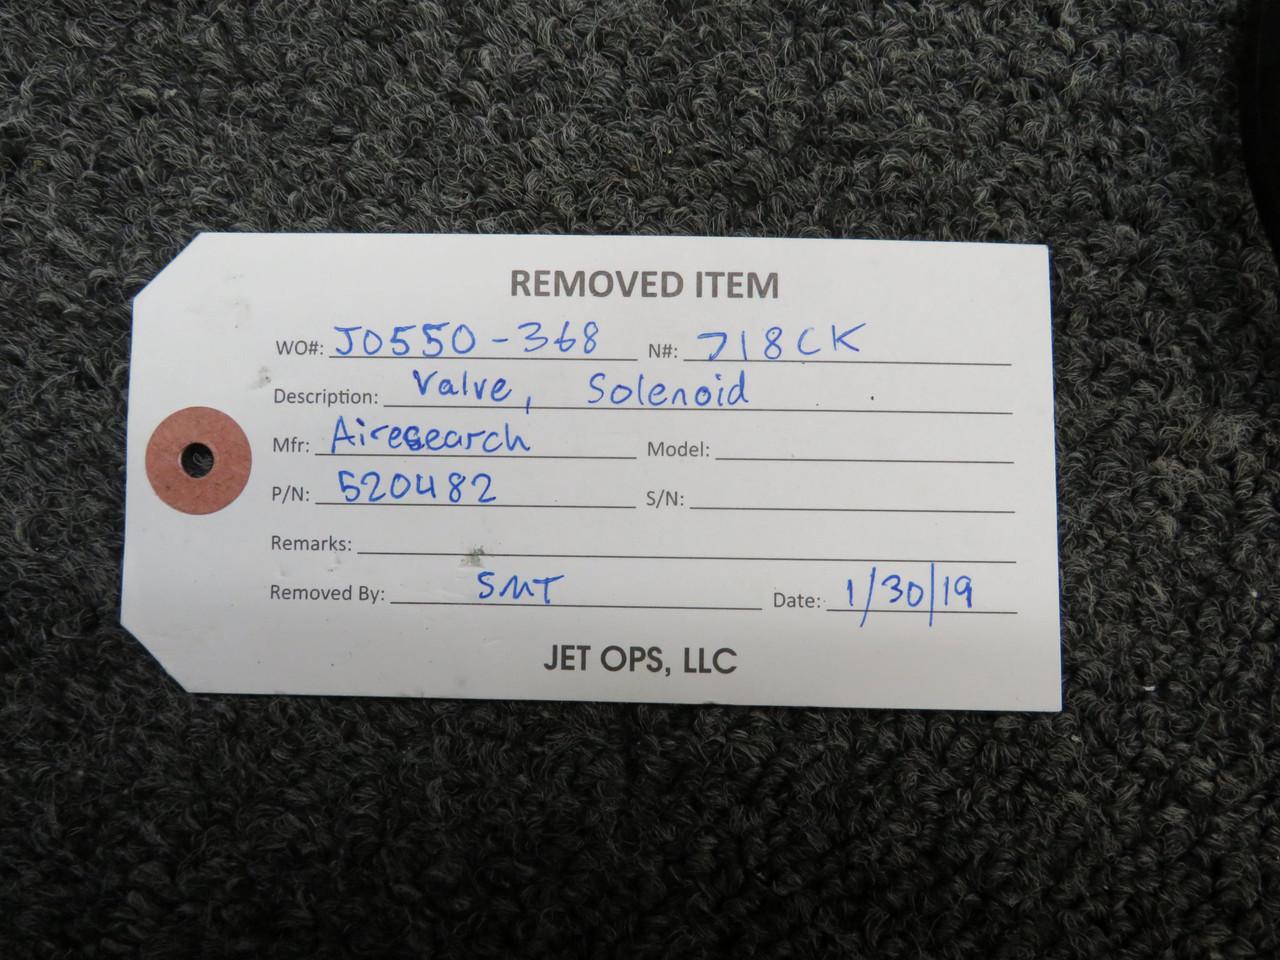 REMOVED ITEM
WO#: JO550-368 N#: 718CK
Description: Valve, Solenoid
Mfr: Airesearch Model:
P/N: 520482 S/N:
Remarks:
Removed By: SMT Date: 1/30/19
JET OPS, LLC